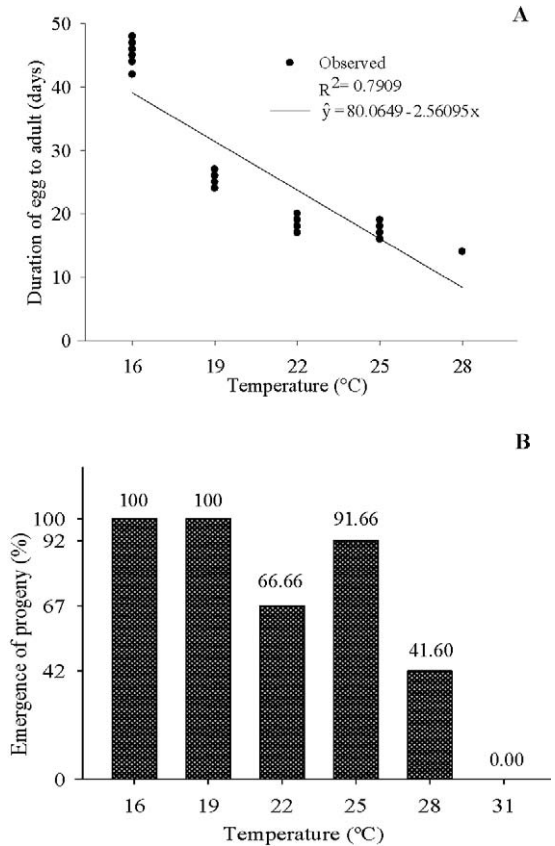 A
50
40
30
20
10
0
Duration of egg to adult (days)
Observed
R²= 0.7909
ŷ = 80.0649 - 2.56095x
16 19 22 25 28
Temperature (°C)
B
100 100 66.66 91.66 41.60 0.00
100
92
67
42
0
Emergence of progeny (%)
16 19 22 25 28 31
Temperature (ºC)